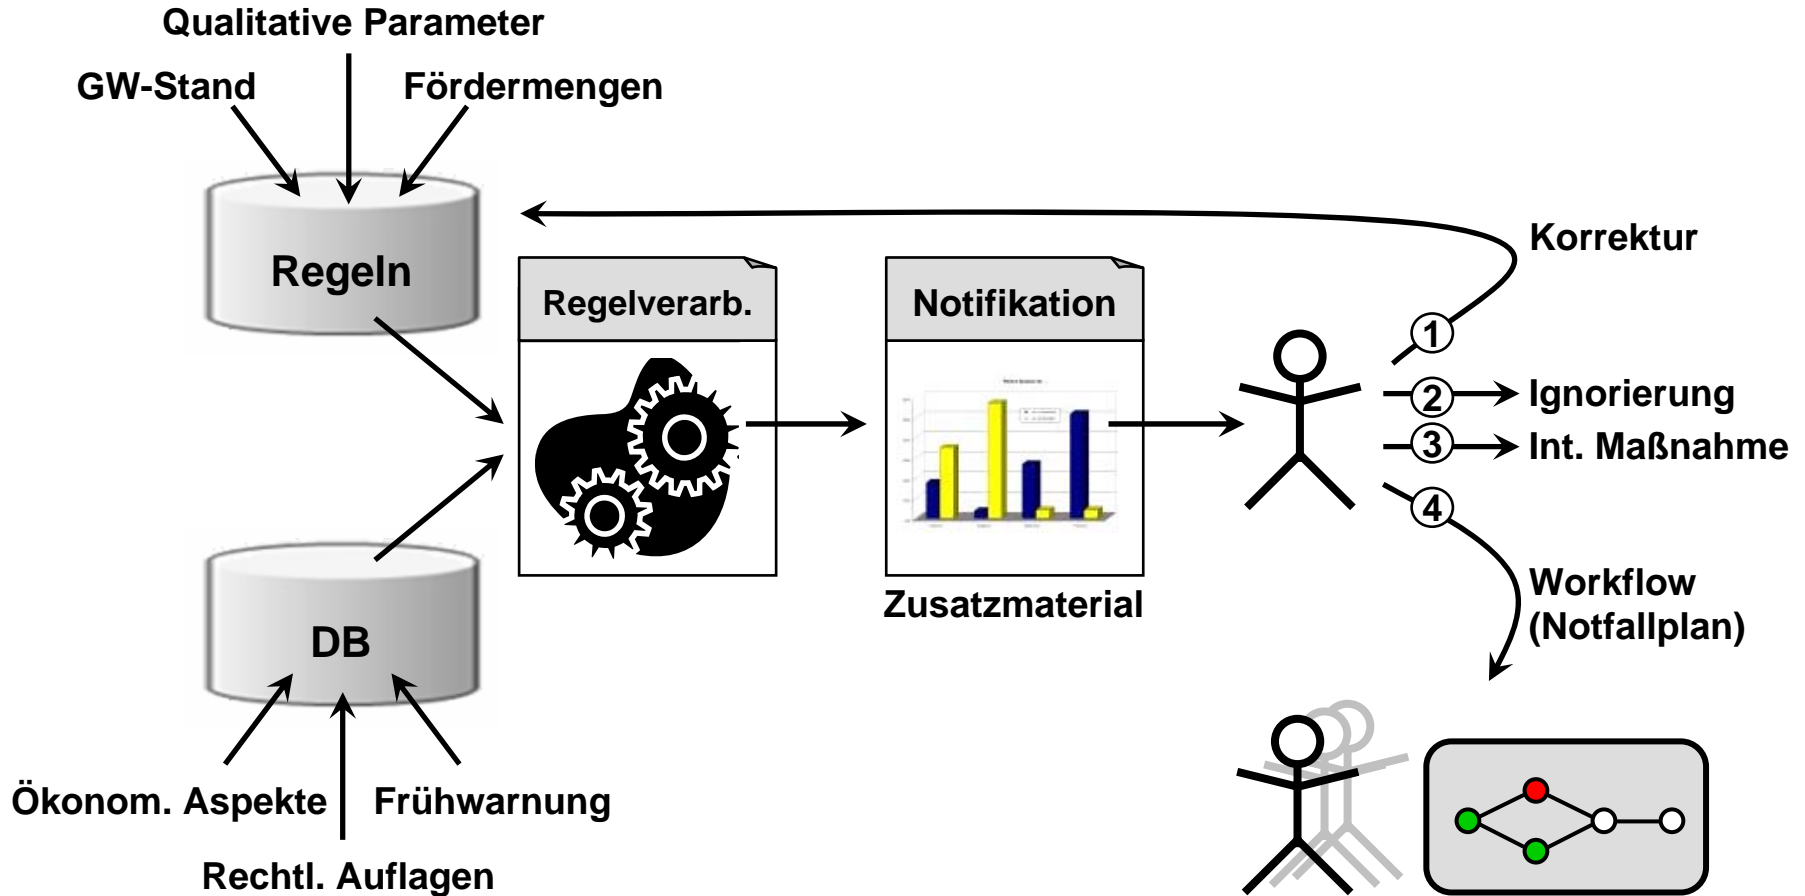 Qualitative Parameter
GW-Stand
Fördermengen
Regeln
Regelverarb.
Notifikation
Korrektur
1
2
Ignorierung
3
Int. Maßnahme
4
Zusatzmaterial
Workflow
(Notfallplan)
DB
Ökonom. Aspekte
Frühwarnung
Rechtl. Auflagen